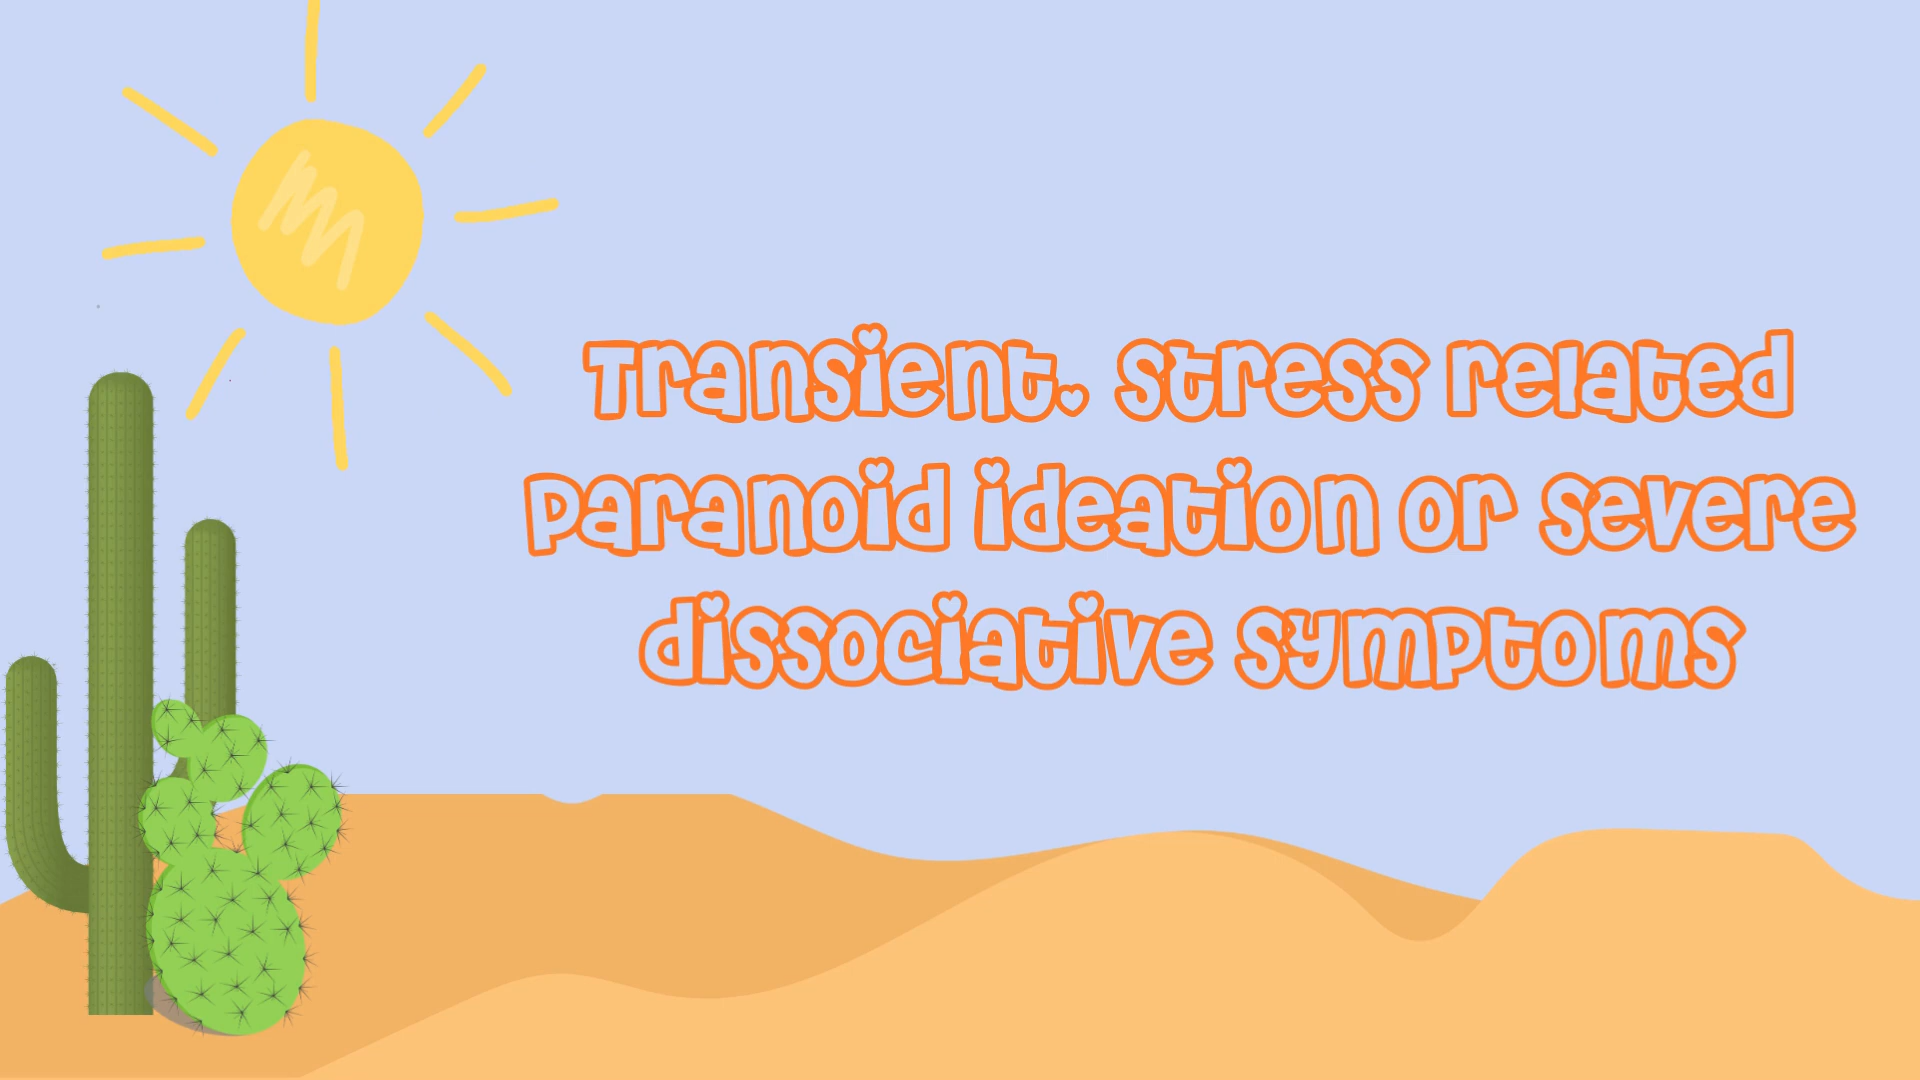 Transient. Stress related
paranoid ideation or severe
dissociative symptoms